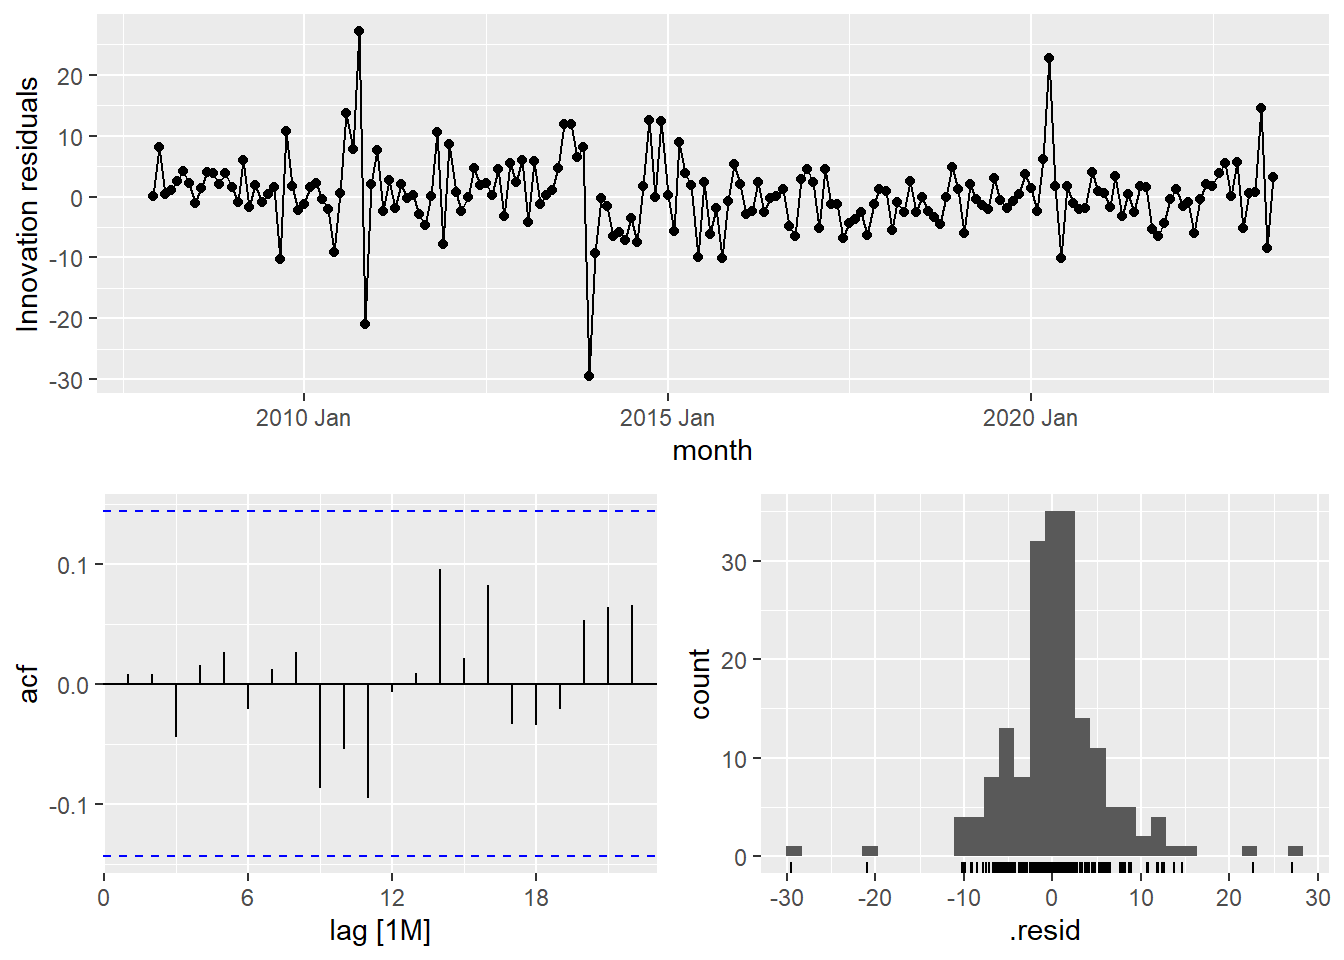 Innovation residuals
20
10
0
-10
-20
-30
2010 Jan 2015 Jan 2020 Jan
month
acf
0.1
0.0
-0.1
0 6 12 18
lag [1M]
count
30
20
10
0
-30 -20 -10 0 10 20 30
.resid